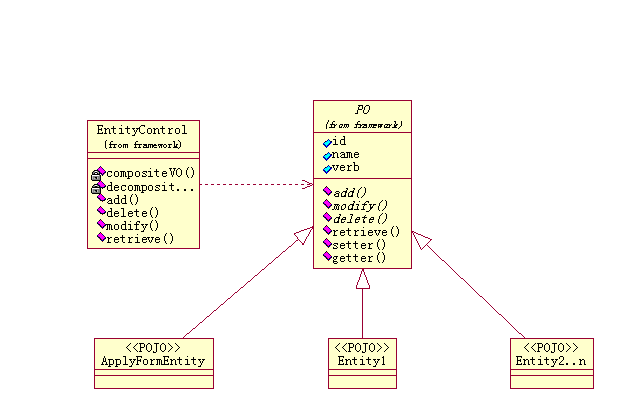 EntityControl
(from framework)
compositeVO()
decomposit...
add()
delete()
modify()
retrieve()
PO
(from framework)
id
name
verb
add()
modify()
delete()
retrieve()
setter()
getter()
<<POJO>>
ApplyFormEntity
<<POJO>>
Entity1
<<POJO>>
Entity2..n